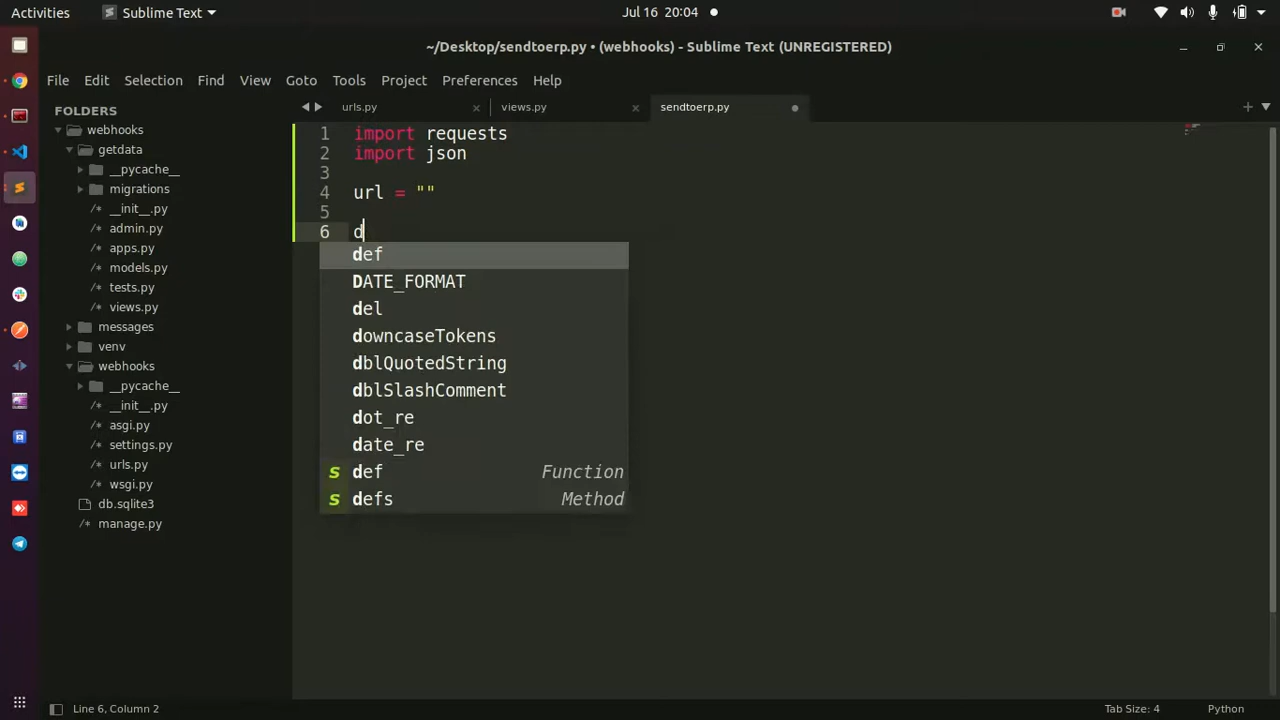 Activities
Sublime Text
Jul 16 20:04
~/Desktop/sendtoerp.py • (webhooks) - Sublime Text (UNREGISTERED)
File Edit Selection Find View Goto Tools Project Preferences Help
FOLDERS
webhooks
getdata
__pycache__
migrations
/* __init__.py
/* admin.py
/* apps.py
/* models.py
/* tests.py
/* views.py
messages
venv
webhooks
__pycache__
/* __init__.py
/* asgi.py
/* settings.py
/* urls.py
/* wsgi.py
db.sqlite3
/* manage.py
urls.py
views.py
sendtoerp.py
1 import requests
2 import json
3
4 url = ""
5
6 d
def
DATE_FORMAT
del
downcaseTokens
dblQuotedString
dblSlashComment
dot_re
date_re
s def Function
s defs Method
Line 6, Column 2
Tab Size: 4
Python